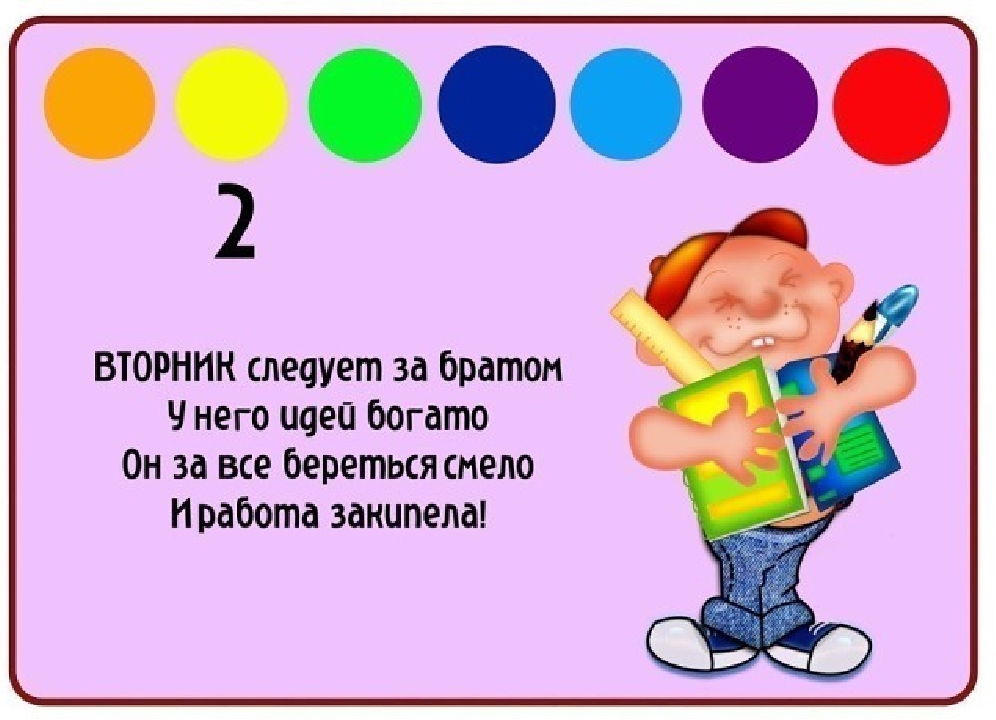 2
ВТОРНИК следует за братом
У него идей богато
Он за все береться смело
И работа закипела!